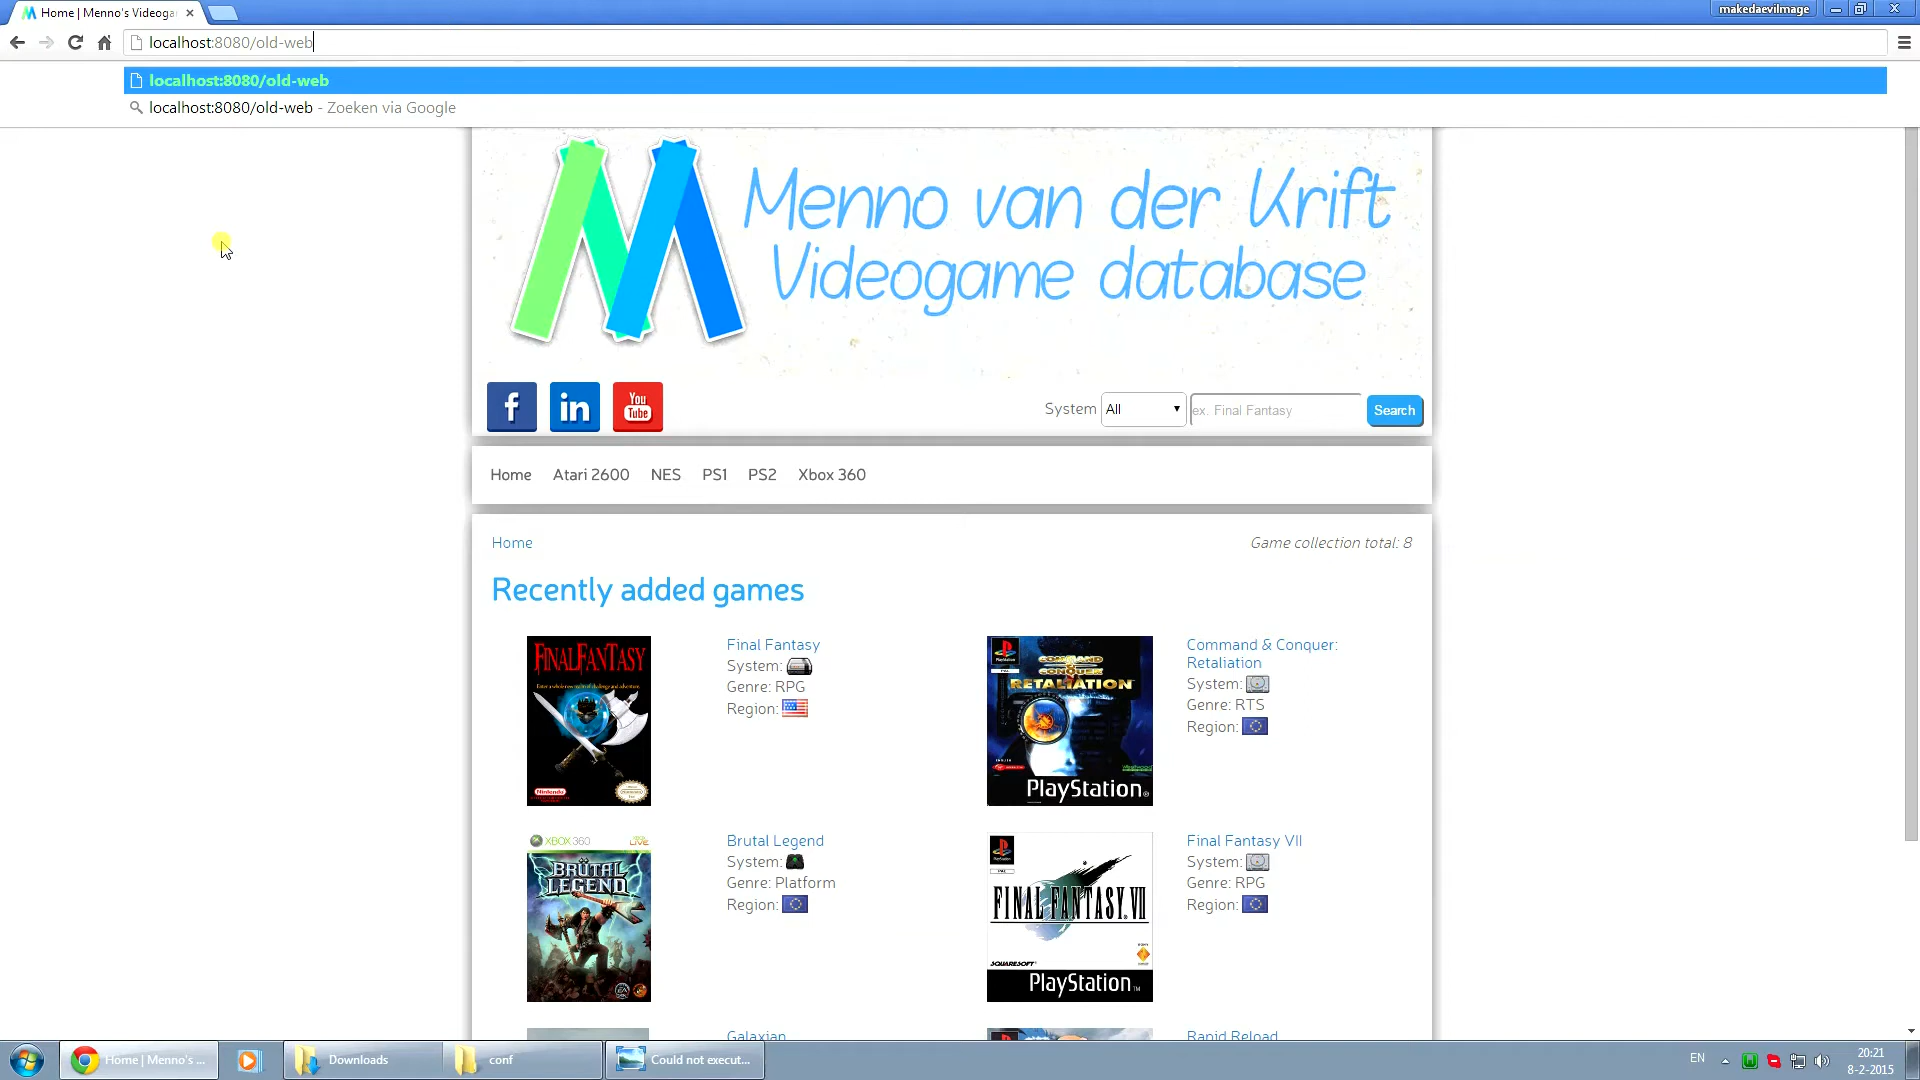 Home | Menno's Videoga
makedaevilmage
localhost:8080/old-web
localhost:8080/old-web
localhost:8080/old-web - Zoeken via Google
Menno van der Krift
Videogame database
f in You Tube
System All ex. Final Fantasy Search
Home Atari 2600 NES PS1 PS2 Xbox 360
Home Game collection total: 8
Recently added games
FINAL FANTASY
Nintendo
Final Fantasy
System:
Genre: RPG
Region:
PlayStation
COMMAND & CONQUER
RETALIATION
PlayStation
Command & Conquer:
Retaliation
System:
Genre: RTS
Region:
XBOX 360 LIVE
BRÜTAL
LEGEND
EA
Brutal Legend
System:
Genre: Platform
Region:
FINAL FANTASY VII
SQUARESOFT
PlayStation
Final Fantasy VII
System:
Genre: RPG
Region:
Galaxian
Rapid Reload
Home | Menno's ... Downloads conf Could not execut...
EN
20:21
8-2-2015